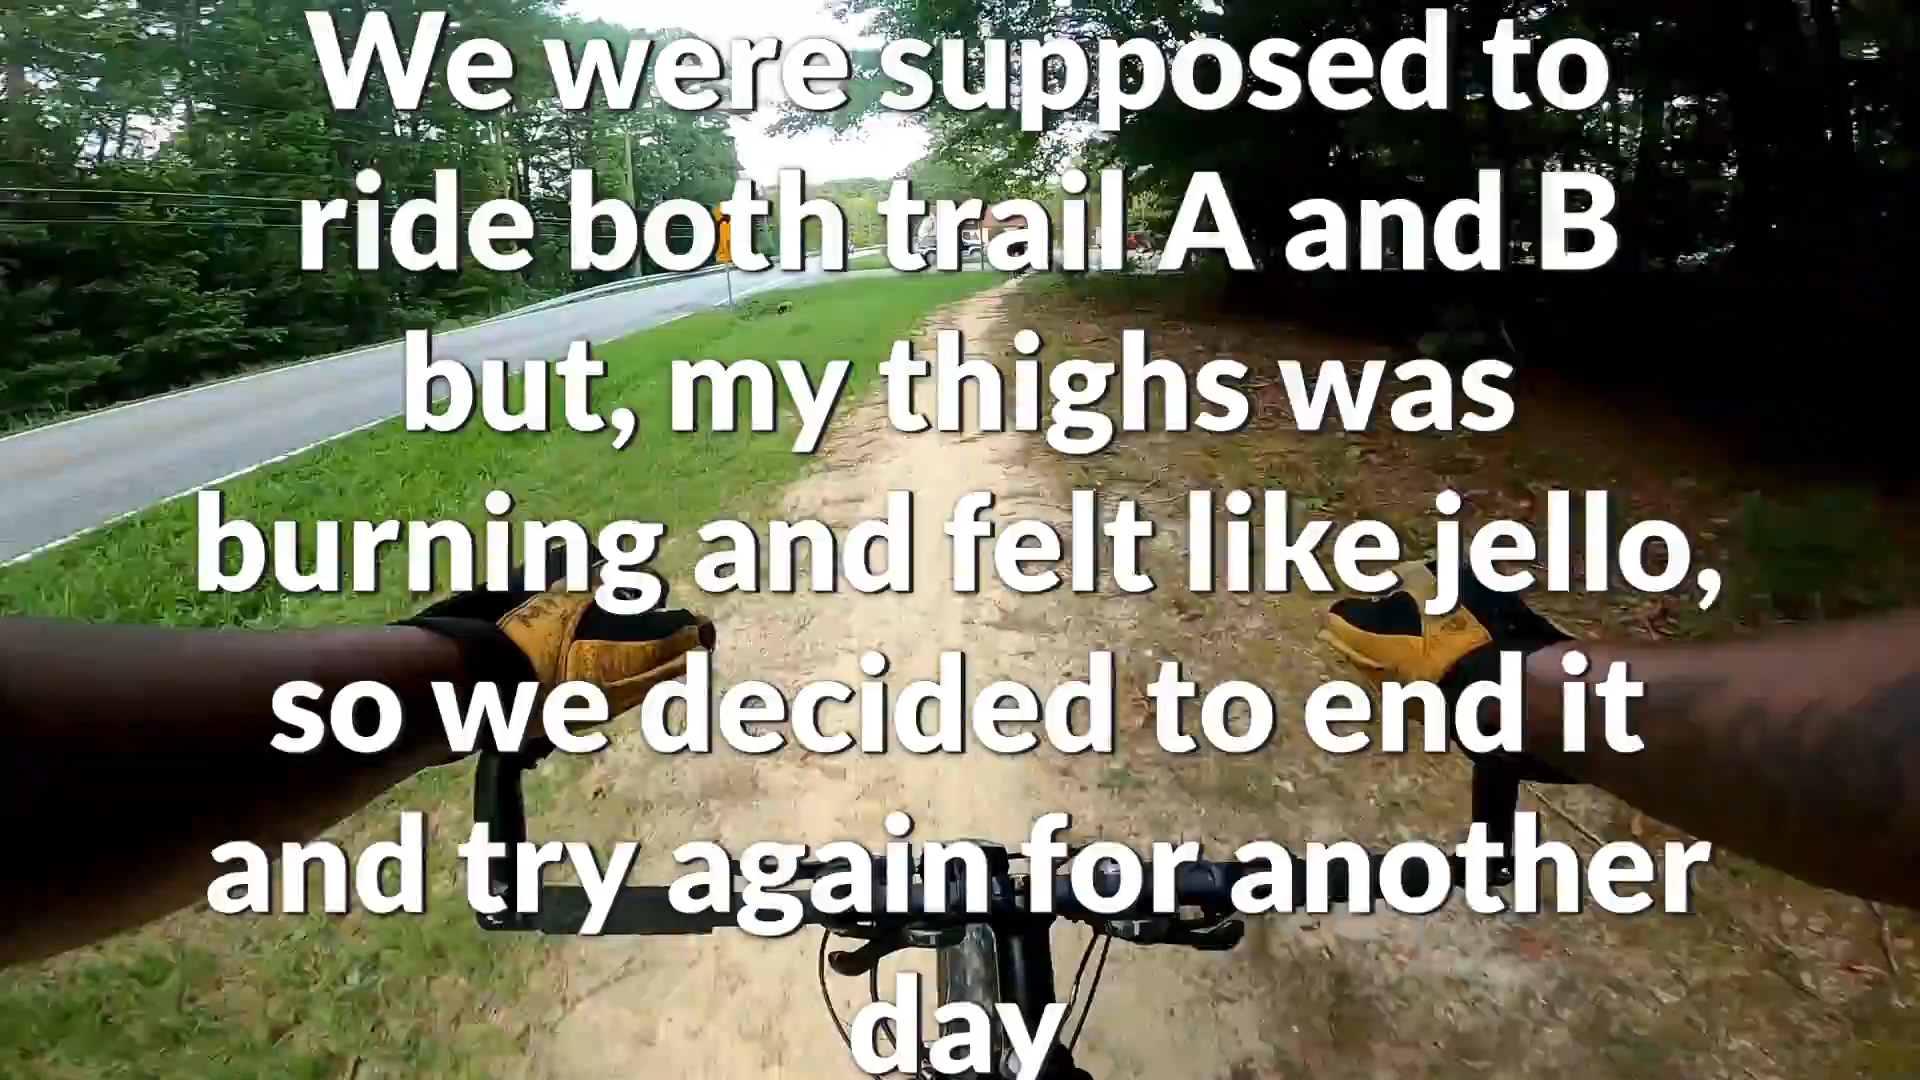 We were supposed to
ride both trail A and B
but, my thighs was
burning and felt like jello,
so we decided to end it
and try again for another
day